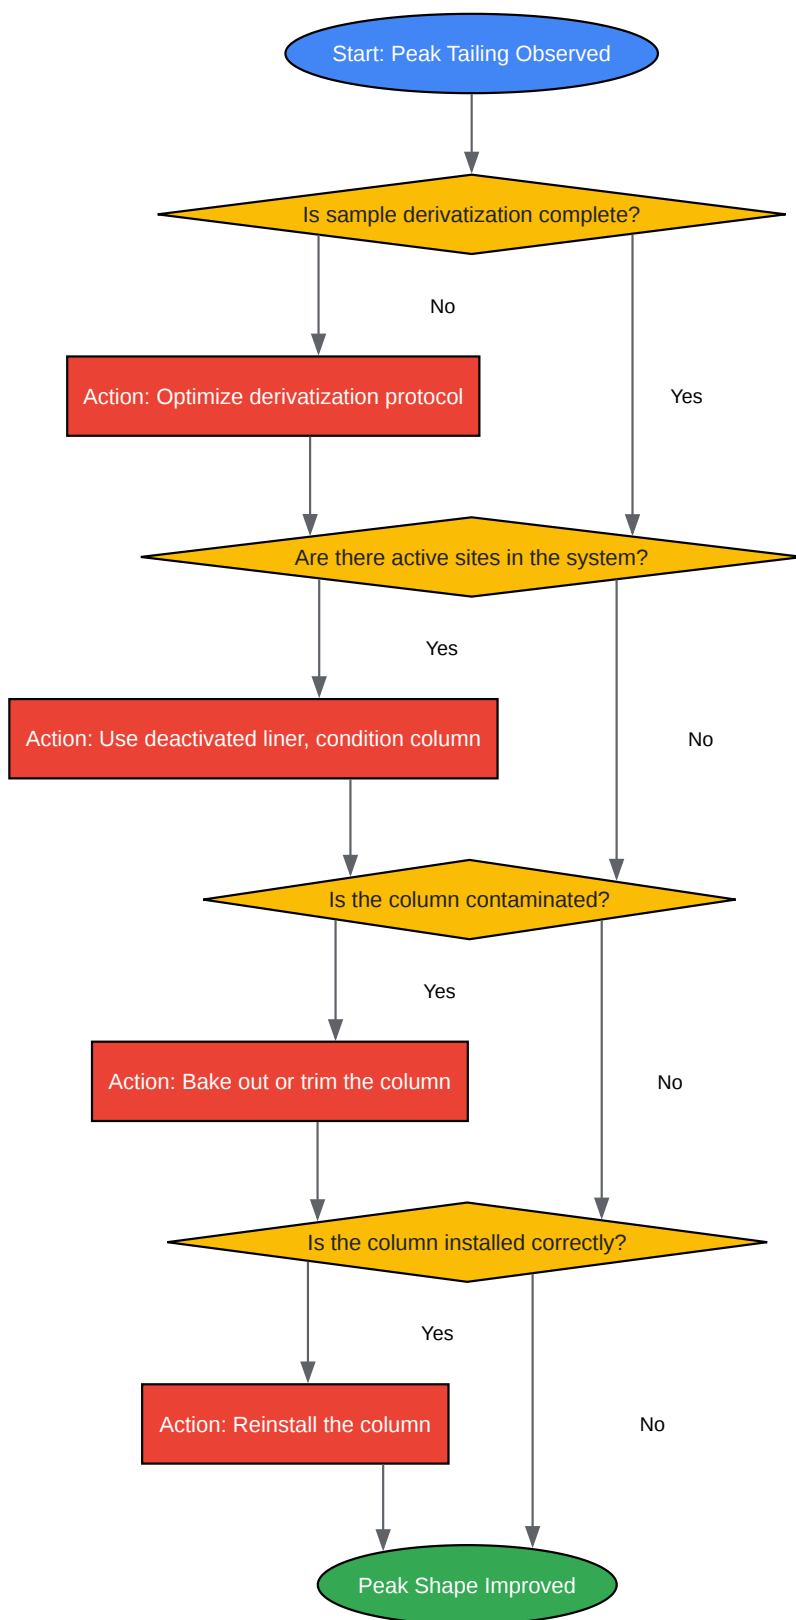 Start: Peak Tailing Observed
Is sample derivatization complete?
No
Action: Optimize derivatization protocol
Yes
Are there active sites in the system?
Yes
Action: Use deactivated liner, condition column
No
Is the column contaminated?
Yes
Action: Bake out or trim the column
No
Is the column installed correctly?
Yes
Action: Reinstall the column
No
Peak Shape Improved